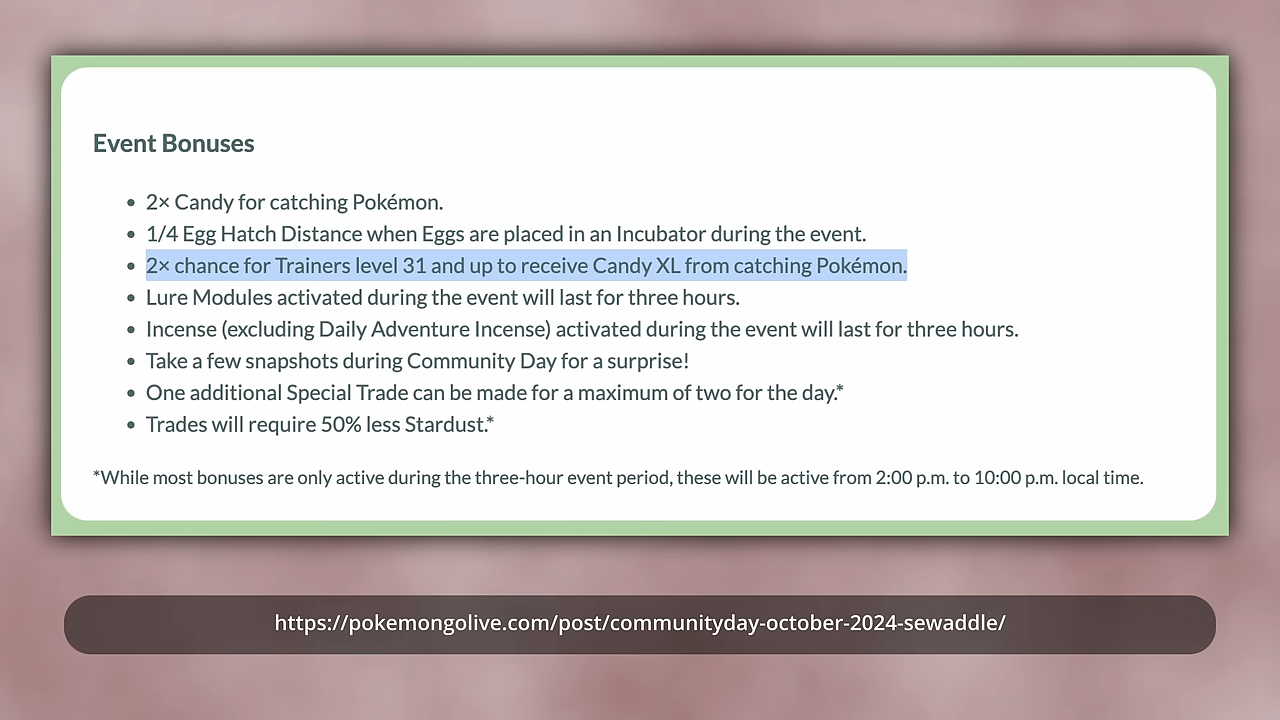 Event Bonuses
• 2× Candy for catching Pokémon.
• 1/4 Egg Hatch Distance when Eggs are placed in an Incubator during the event.
• 2× chance for Trainers level 31 and up to receive Candy XL from catching Pokémon.
• Lure Modules activated during the event will last for three hours.
• Incense (excluding Daily Adventure Incense) activated during the event will last for three hours.
• Take a few snapshots during Community Day for a surprise!
• One additional Special Trade can be made for a maximum of two for the day.*
• Trades will require 50% less Stardust.*
*While most bonuses are only active during the three-hour event period, these will be active from 2:00 p.m. to 10:00 p.m. local time.
https://pokemongolive.com/post/communityday-october-2024-sewaddle/